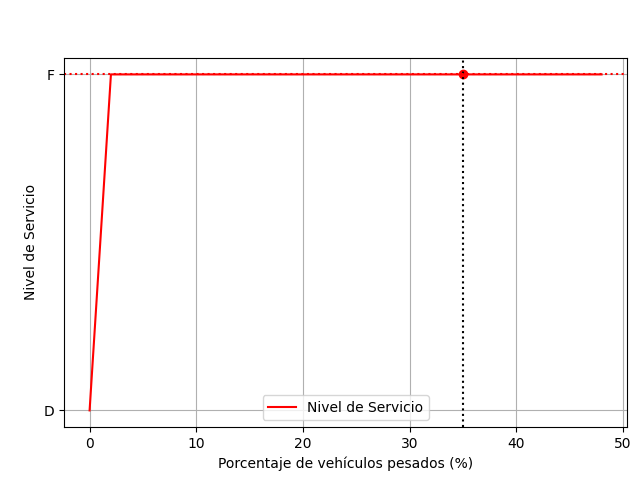 F
Nivel de Servicio
D
Nivel de Servicio
0 10 20 30 40 50
Porcentaje de vehículos pesados (%)